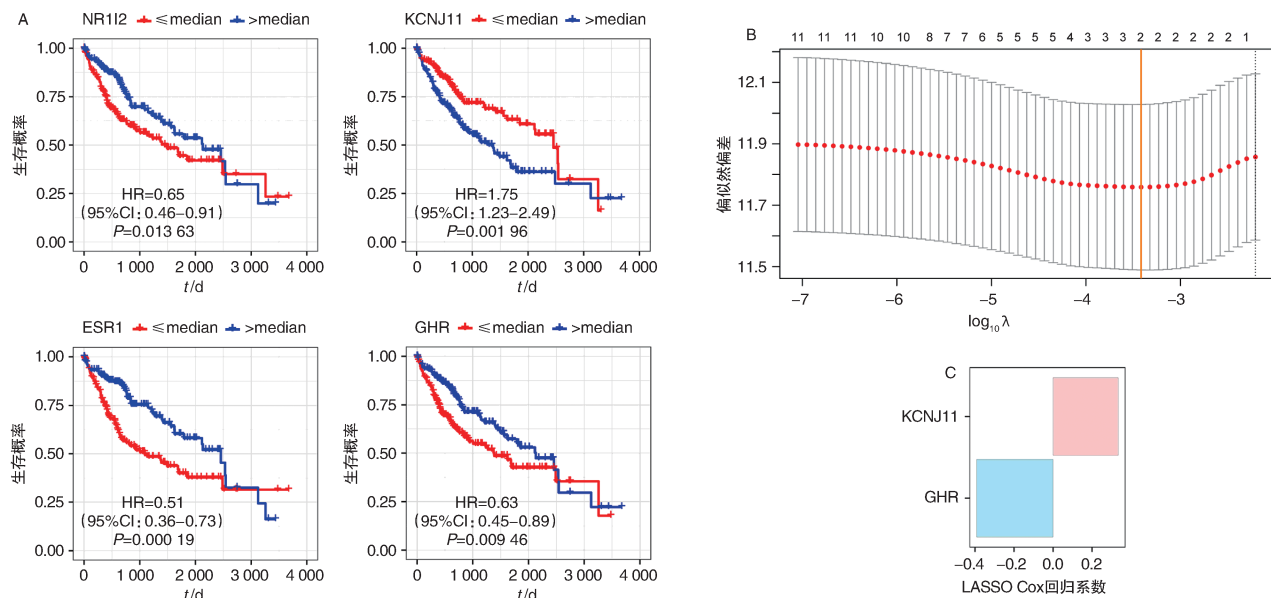 A
NR1I2 ≤median >median
生存概率
1.00
0.75
0.50
0.25
0.00
HR=0.65
(95%CI:0.46–0.91)
P=0.013 63
0 1 000 2 000 3 000 4 000
t/d
KCNJ11 ≤median >median
生存概率
1.00
0.75
0.50
0.25
0.00
HR=1.75
(95%CI:1.23–2.49)
P=0.001 96
0 1 000 2 000 3 000 4 000
t/d
ESR1 ≤median >median
生存概率
1.00
0.75
0.50
0.25
0.00
HR=0.51
(95%CI:0.36–0.73)
P=0.000 19
0 1 000 2 000 3 000 4 000
t/d
GHR ≤median >median
生存概率
1.00
0.75
0.50
0.25
0.00
HR=0.63
(95%CI:0.45–0.89)
P=0.009 46
0 1 000 2 000 3 000 4 000
t/d
B
11 11 11 10 10 8 7 7 6 5 5 5 4 3 3 3 2 2 2 2 2 2 1
偏似然偏差
12.1
11.9
11.7
11.5
−7 −6 −5 −4 −3
log10λ
C
KCNJ11
GHR
−0.4 −0.2 0.0 0.2
LASSO Cox回归系数